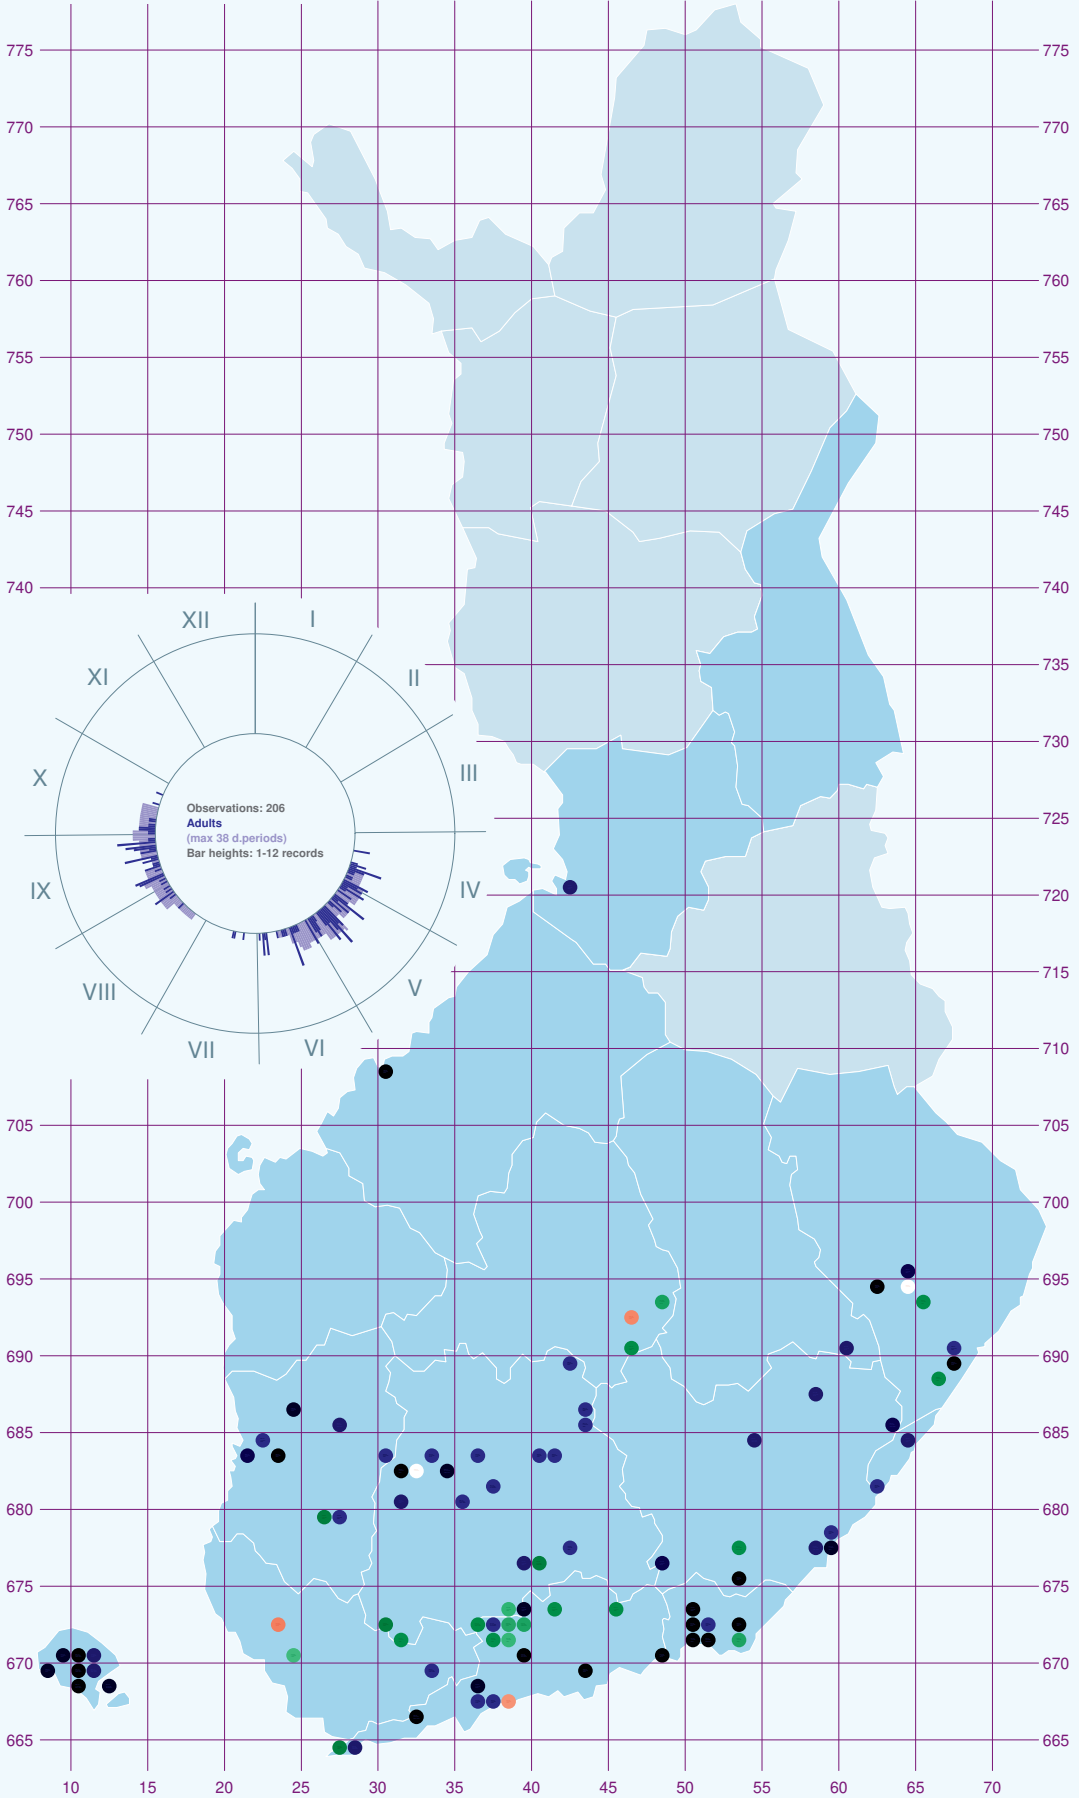 775 775
770 770
765 765
760 760
755 755
750 750
745 745
740 740
XII I
XI II
735 735
730 730
X III
725 725
Observations: 206
Adults
(max 38 d.periods)
Bar heights: 1-12 records
IX IV
720 720
715 715
VIII V
VII VI
710 710
705 705
700 700
695 695
690 690
685 685
680 680
675 675
670 670
665 665
10 15 20 25 30 35 40 45 50 55 60 65 70